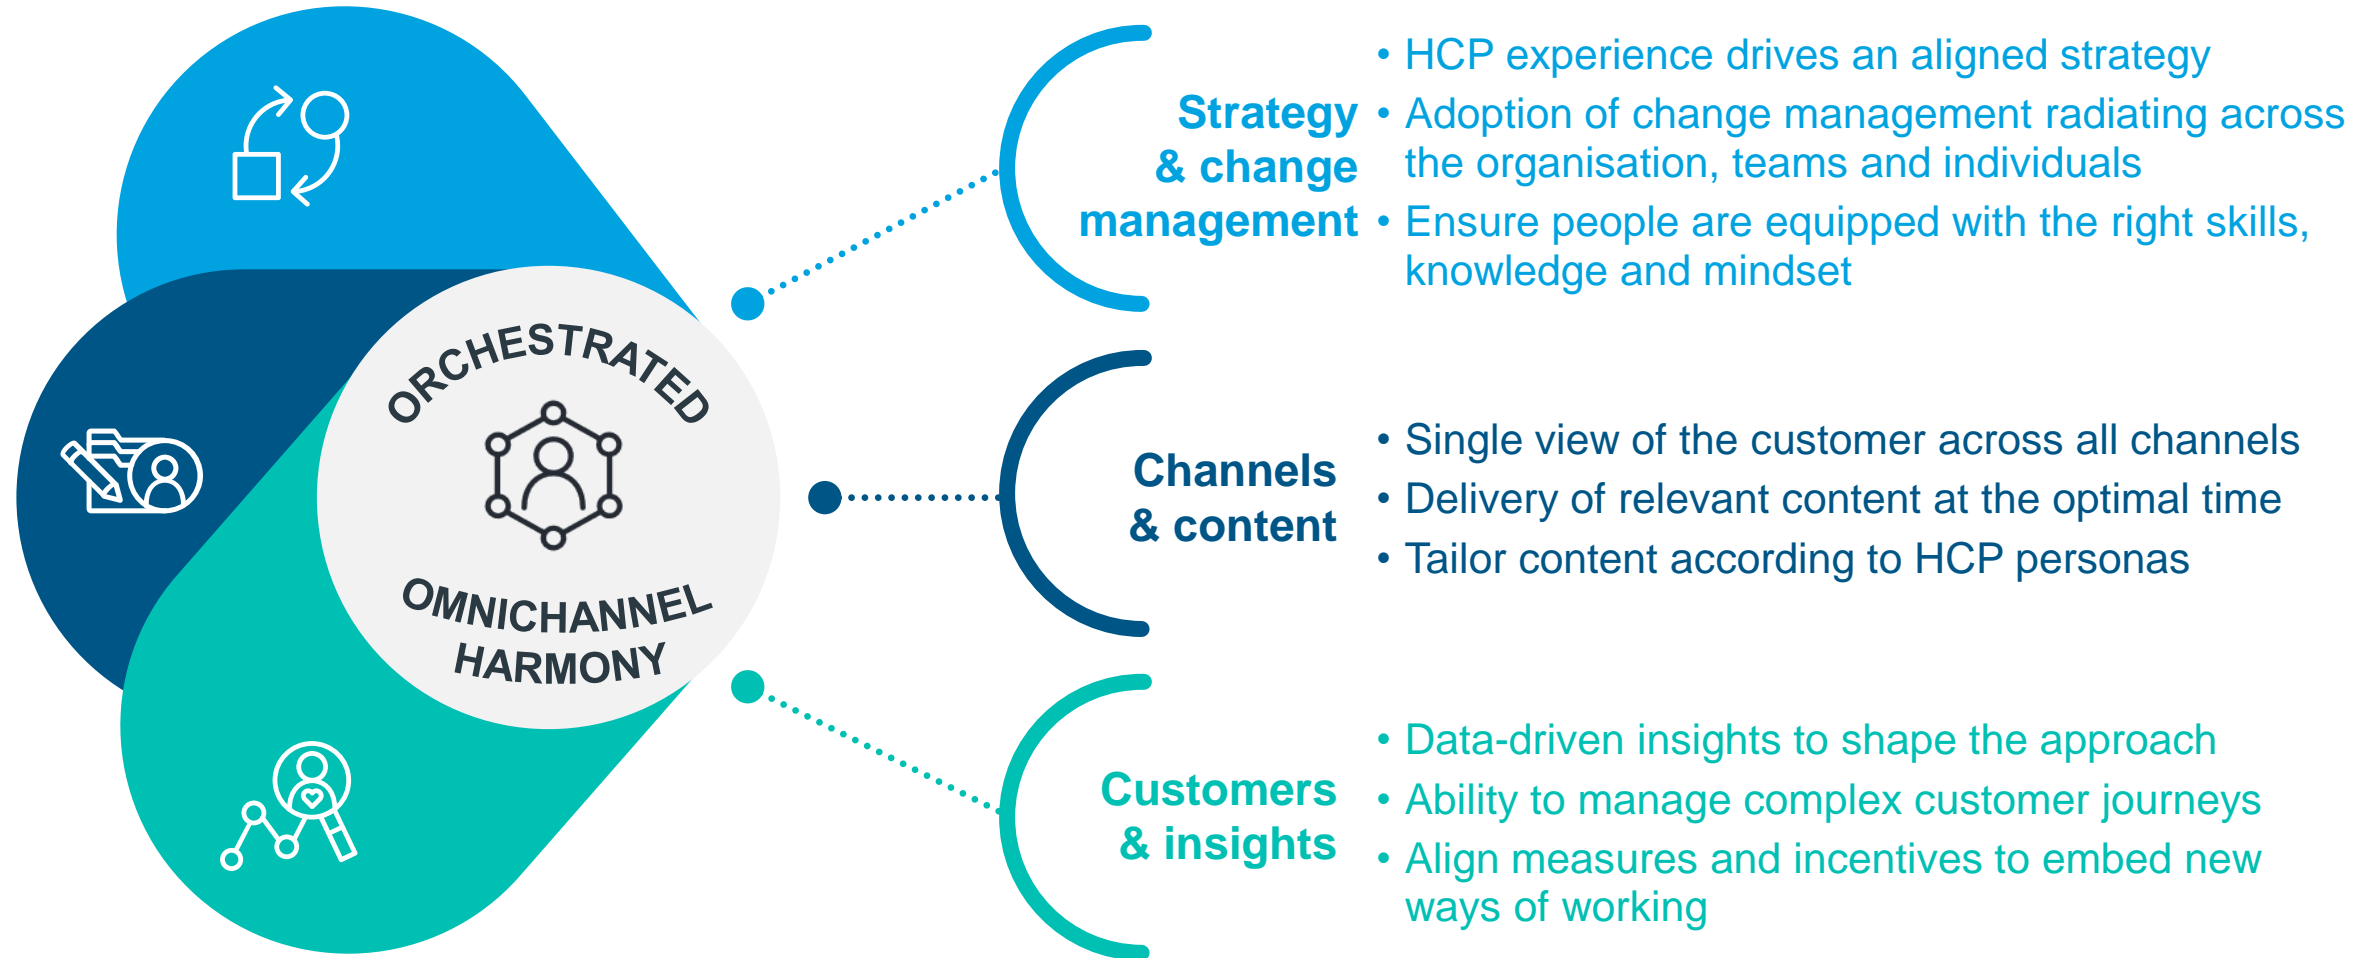 ORCHESTRATED
OMNICHANNEL
HARMONY
Strategy
& change
management
• HCP experience drives an aligned strategy
• Adoption of change management radiating across
the organisation, teams and individuals
• Ensure people are equipped with the right skills,
knowledge and mindset
Channels
& content
• Single view of the customer across all channels
• Delivery of relevant content at the optimal time
• Tailor content according to HCP personas
Customers
& insights
• Data-driven insights to shape the approach
• Ability to manage complex customer journeys
• Align measures and incentives to embed new
ways of working